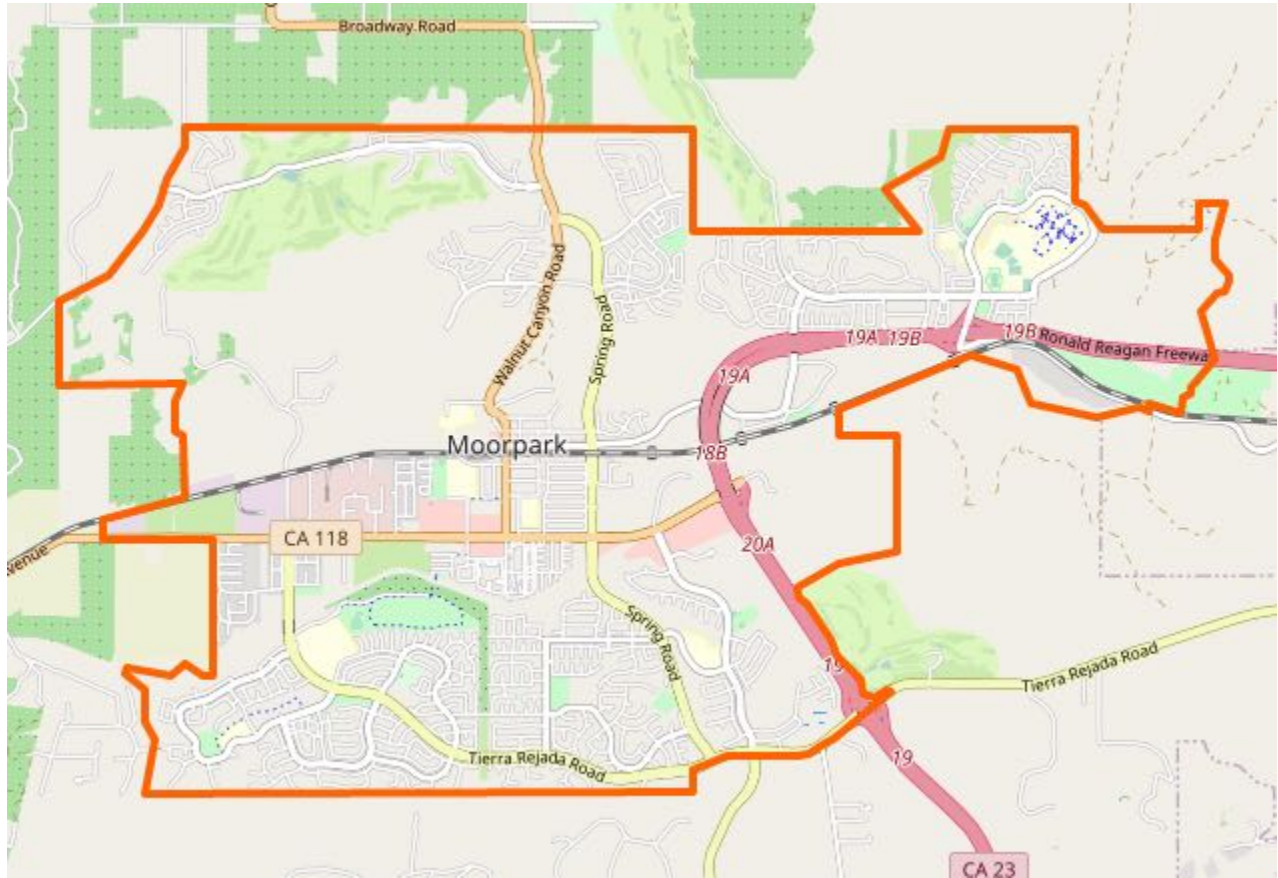 Broadway Road
Walnut Canyon Road
Spring Road
19A
19B
19B
Ronald Reagan Freewa
19A
Moorpark
18B
CA 118
20A
venue
Spring Road
19
Tierra Rejada Road
Tierra Rejada Road
19
CA 23